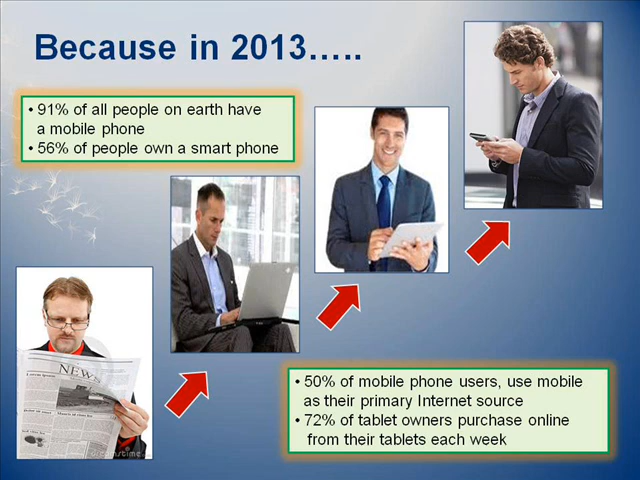 Because in 2013.....
• 91% of all people on earth have
a mobile phone
• 56% of people own a smart phone
NEWS
• 50% of mobile phone users, use mobile
as their primary Internet source
• 72% of tablet owners purchase online
from their tablets each week
dreamstime